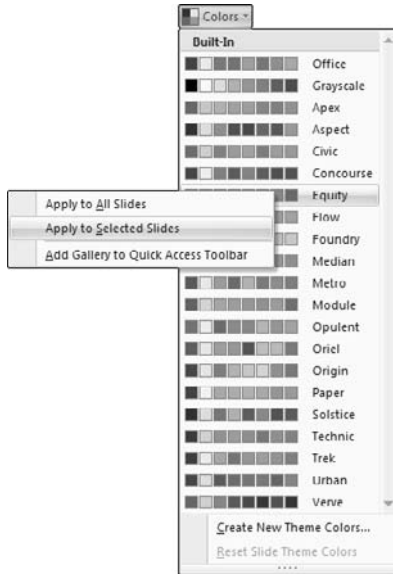 Colors
Built-In
Office
Grayscale
Apex
Aspect
Civic
Concourse
Equity
Flow
Foundry
Median
Metro
Module
Opulent
Oriel
Origin
Paper
Solstice
Technic
Trek
Urban
Verve
Create New Theme Colors...
Reset Slide Theme Colors
Apply to All Slides
Apply to Selected Slides
Add Gallery to Quick Access Toolbar